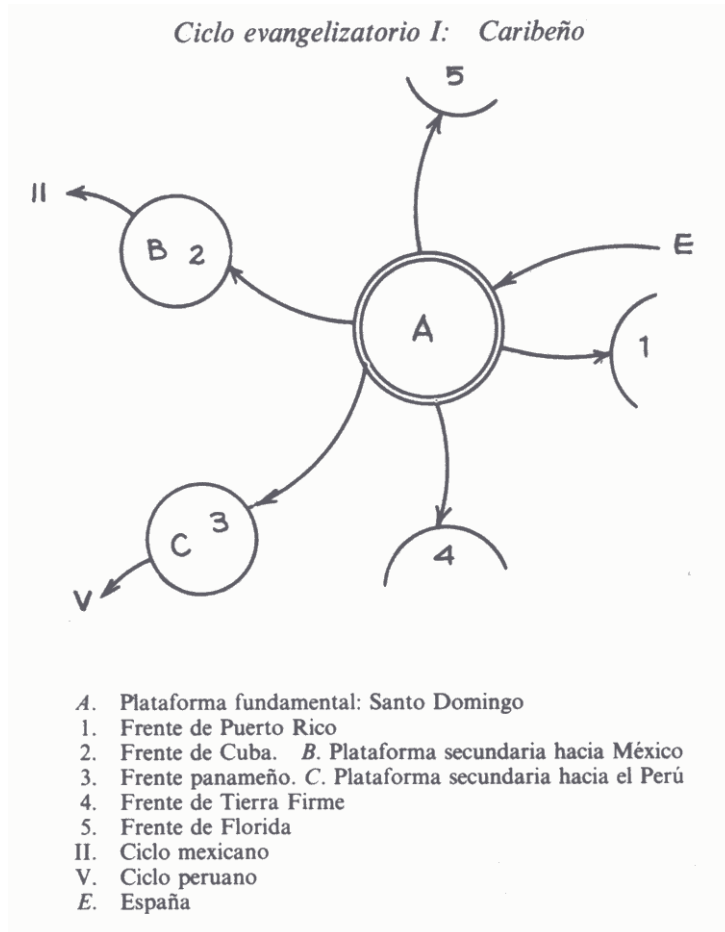 Ciclo evangelizatorio I: Caribeño
5
II
B 2
E
A
1
3
C
4
V
A. Plataforma fundamental: Santo Domingo
1. Frente de Puerto Rico
2. Frente de Cuba. B. Plataforma secundaria hacia México
3. Frente panameño. C. Plataforma secundaria hacia el Perú
4. Frente de Tierra Firme
5. Frente de Florida
II. Ciclo mexicano
V. Ciclo peruano
E. España